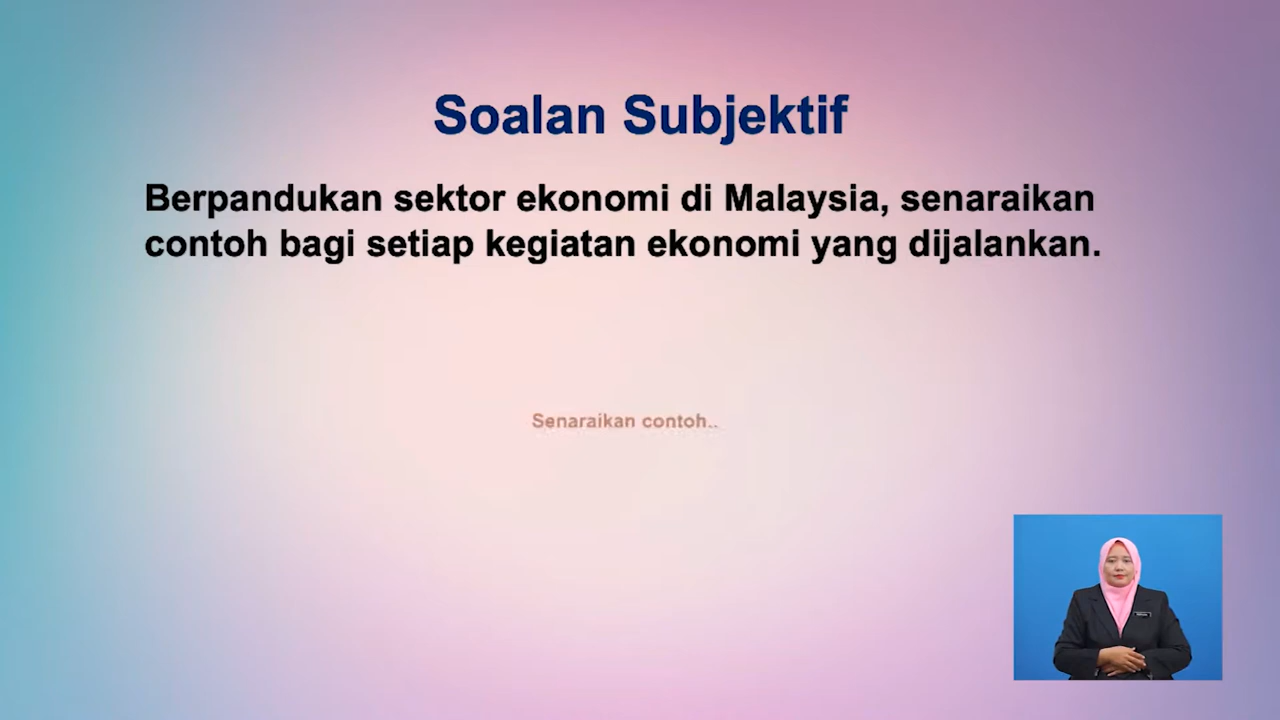 Soalan Subjektif
Berpandukan sektor ekonomi di Malaysia, senaraikan
contoh bagi setiap kegiatan ekonomi yang dijalankan.
Senaraikan contoh..